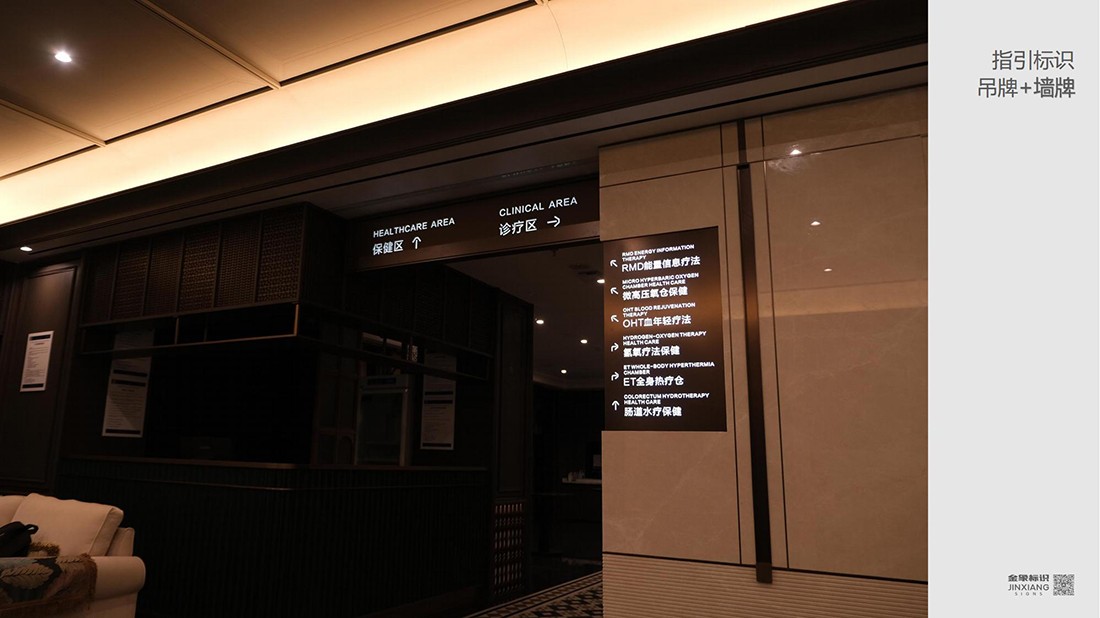 指引标识
吊牌+墙牌
HEALTHCARE AREA
保健区 ↑
CLINICAL AREA
诊疗区 →
RMD ENERGY INFORMATION
THERAPY
RMD能量信息疗法
MICRO HYPERBARIC OXYGEN
CHAMBER HEALTH CARE
微高压氧仓保健
OHT BLOOD REJUVENATION
THERAPY
OHT血年轻疗法
HYDROGEN-OXYGEN THERAPY
HEALTH CARE
氢氧疗法保健
ET WHOLE-BODY HYPERTHERMIA
CHAMBER
ET全身热疗仓
COLORECTUM HYDROTHERAPY
HEALTH CARE
肠道水疗保健
金象标识
JINXIANG
SIGNS